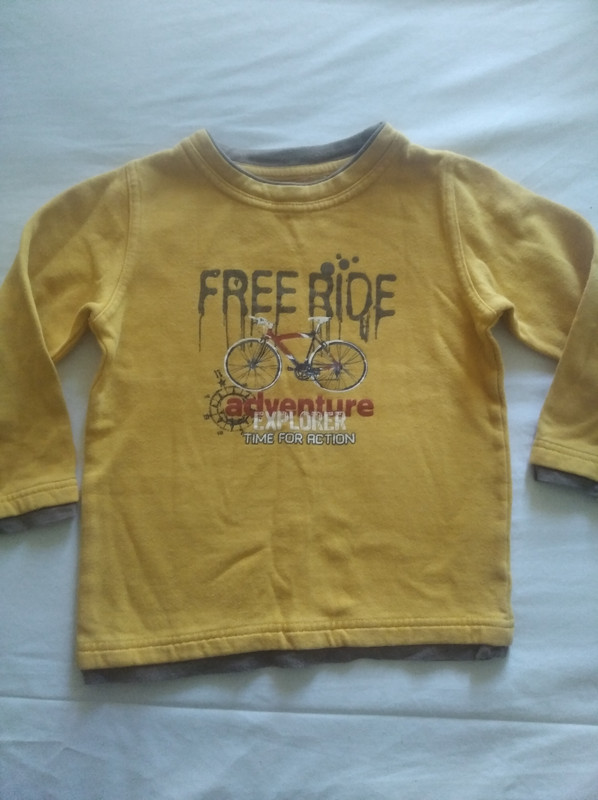 FREE RIDE
adventure
EXPLORER
TIME FOR ACTION